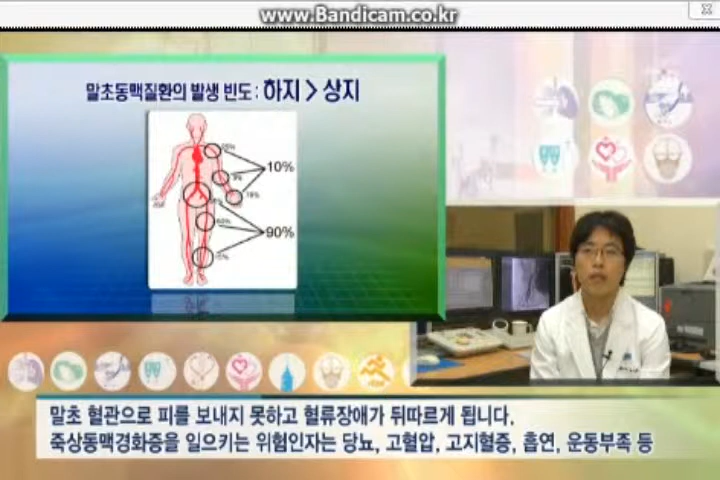 www.Bandicam.co.kr
말초동맥질환의 발생 빈도 : 하지 > 상지
10%
90%
말초 혈관으로 피를 보내지 못하고 혈류장애가 뒤따르게 됩니다.
죽상동맥경화증을 일으키는 위험인자는 당뇨, 고혈압, 고지혈증, 흡연, 운동부족 등